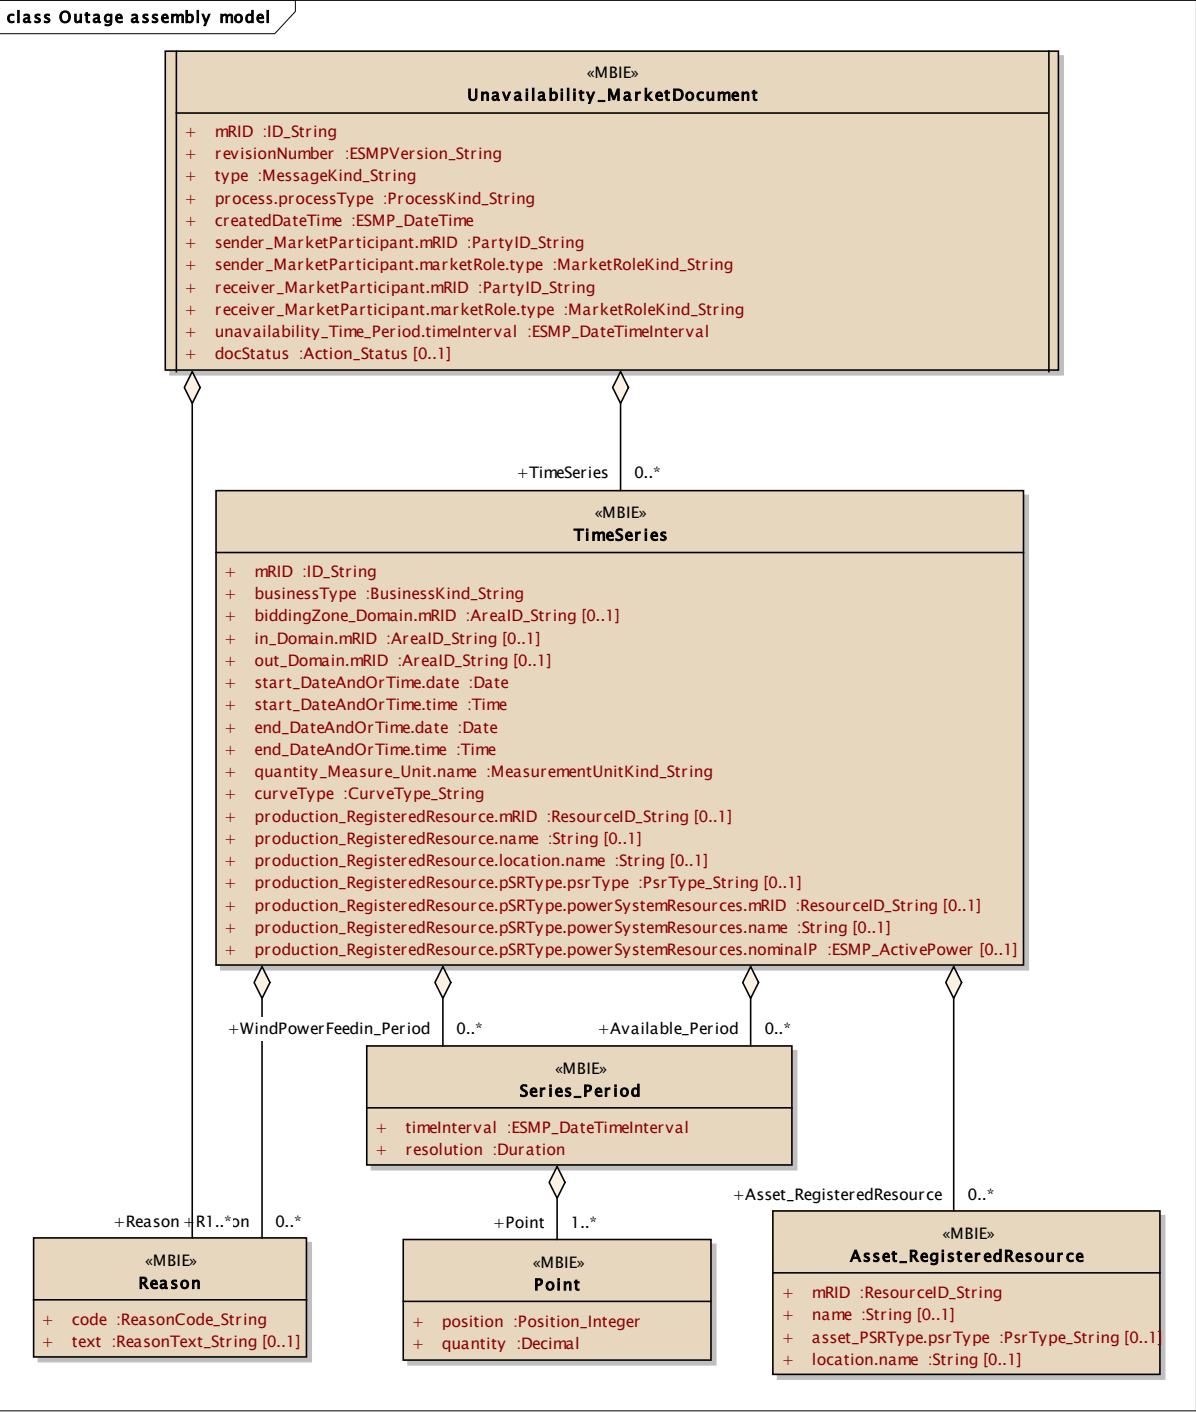 class Outage assembly model
«MBIE»
Unavailability_MarketDocument
+ mRID :ID_String
+ revisionNumber :ESMPVersion_String
+ type :MessageKind_String
+ process.processType :ProcessKind_String
+ createdDateTime :ESMP_DateTime
+ sender_MarketParticipant.mRID :PartyID_String
+ sender_MarketParticipant.marketRole.type :MarketRoleKind_String
+ receiver_MarketParticipant.mRID :PartyID_String
+ receiver_MarketParticipant.marketRole.type :MarketRoleKind_String
+ unavailability_Time_Period.timeInterval :ESMP_DateTimeInterval
+ docStatus :Action_Status [0..1]
+TimeSeries 0..*
«MBIE»
TimeSeries
+ mRID :ID_String
+ businessType :BusinessKind_String
+ biddingZone_Domain.mRID :AreaID_String [0..1]
+ in_Domain.mRID :AreaID_String [0..1]
+ out_Domain.mRID :AreaID_String [0..1]
+ start_DateAndOrTime.date :Date
+ start_DateAndOrTime.time :Time
+ end_DateAndOrTime.date :Date
+ end_DateAndOrTime.time :Time
+ quantity_Measure_Unit.name :MeasurementUnitKind_String
+ curveType :CurveType_String
+ production_RegisteredResource.mRID :ResourceID_String [0..1]
+ production_RegisteredResource.name :String [0..1]
+ production_RegisteredResource.location.name :String [0..1]
+ production_RegisteredResource.pSRType.psrType :PsrType_String [0..1]
+ production_RegisteredResource.pSRType.powerSystemResources.mRID :ResourceID_String [0..1]
+ production_RegisteredResource.pSRType.powerSystemResources.name :String [0..1]
+ production_RegisteredResource.pSRType.powerSystemResources.nominalP :ESMP_ActivePower [0..1]
+WindPowerFeedin_Period 0..* +Available_Period 0..*
«MBIE»
Series_Period
+ timeInterval :ESMP_DateTimeInterval
+ resolution :Duration
+Asset_RegisteredResource 0..*
+Reason +R1..*on 0..* +Point 1..*
«MBIE»
Reason
+ code :ReasonCode_String
+ text :ReasonText_String [0..1]
«MBIE»
Point
+ position :Position_Integer
+ quantity :Decimal
«MBIE»
Asset_RegisteredResource
+ mRID :ResourceID_String
+ name :String [0..1]
+ asset_PSRType.psrType :PsrType_String [0..1]
+ location.name :String [0..1]